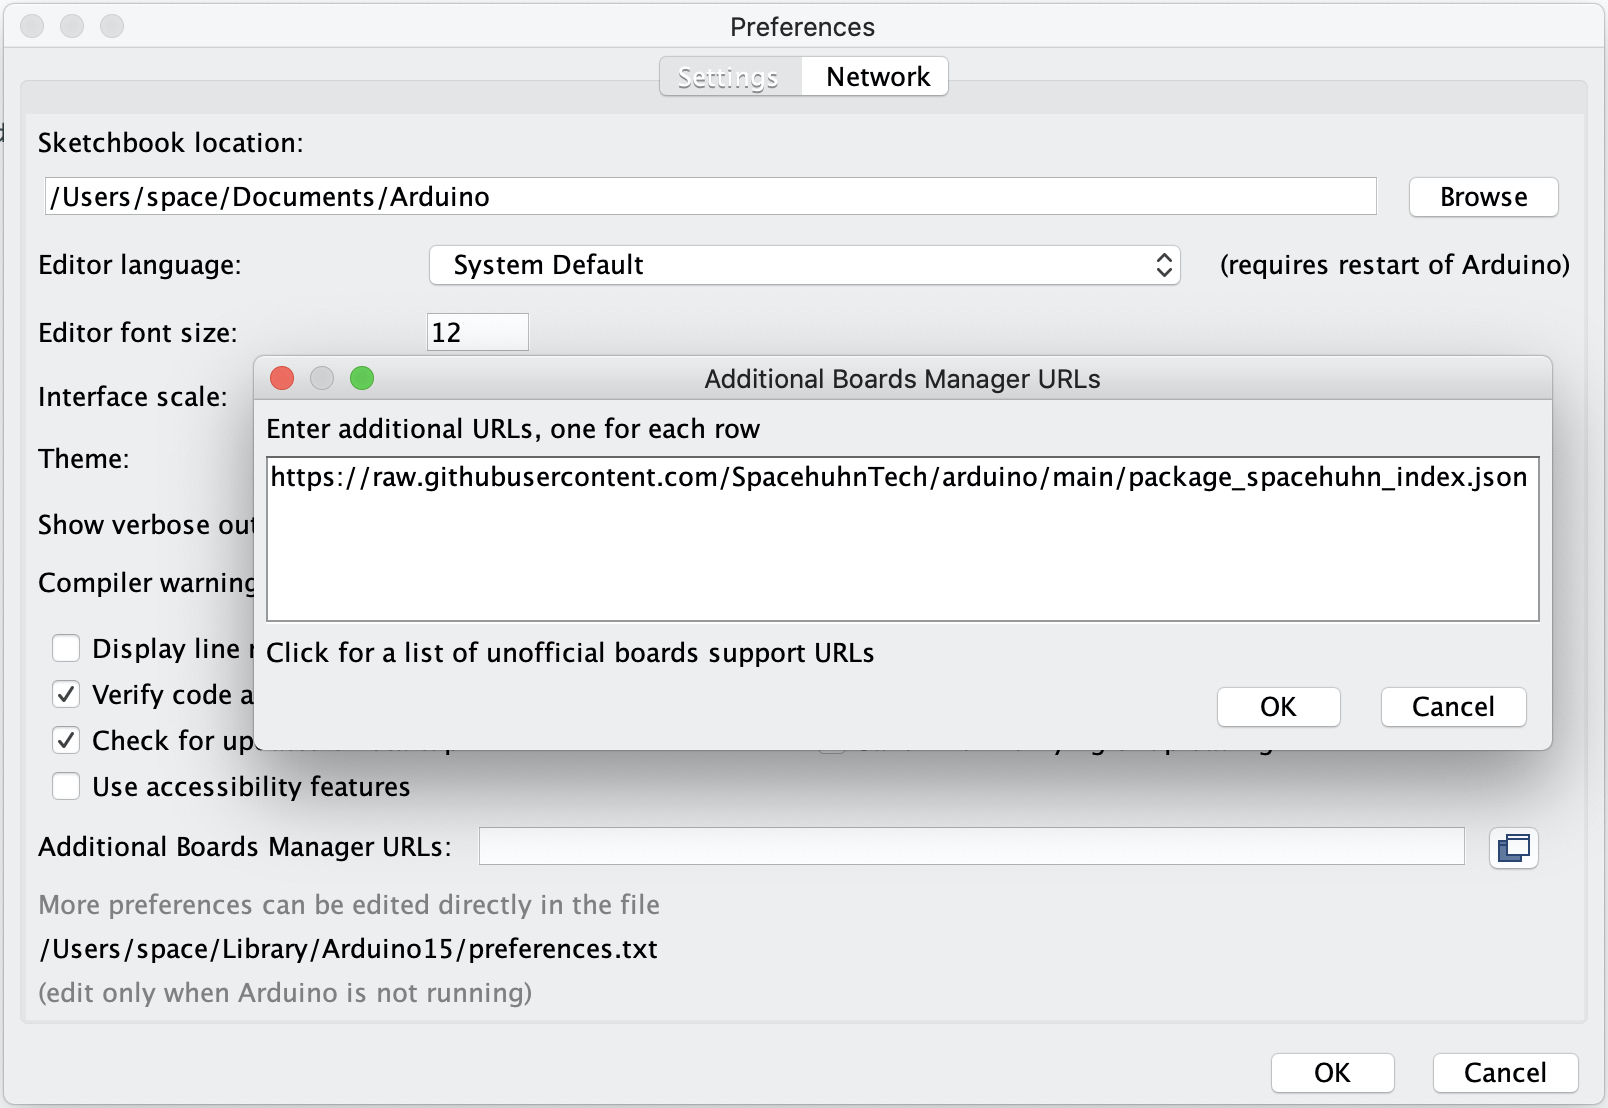 Preferences
Settings
Network
Sketchbook location:
/Users/space/Documents/Arduino
Browse
Editor language:
System Default
(requires restart of Arduino)
Editor font size:
12
Interface scale:
Theme:
Show verbose
Compiler
Display line
Verify code
Check for
Use accessibility features
Additional Boards Manager URLs
Enter additional URLs, one for each row
https://raw.githubusercontent.com/SpacehuhnTech/arduino/main/package_spacehuhn_index.json
Click for a list of unofficial boards support URLs
OK
Cancel
Additional Boards Manager URLs:
More preferences can be edited directly in the file
/Users/space/Library/Arduino15/preferences.txt
(edit only when Arduino is not running)
OK
Cancel